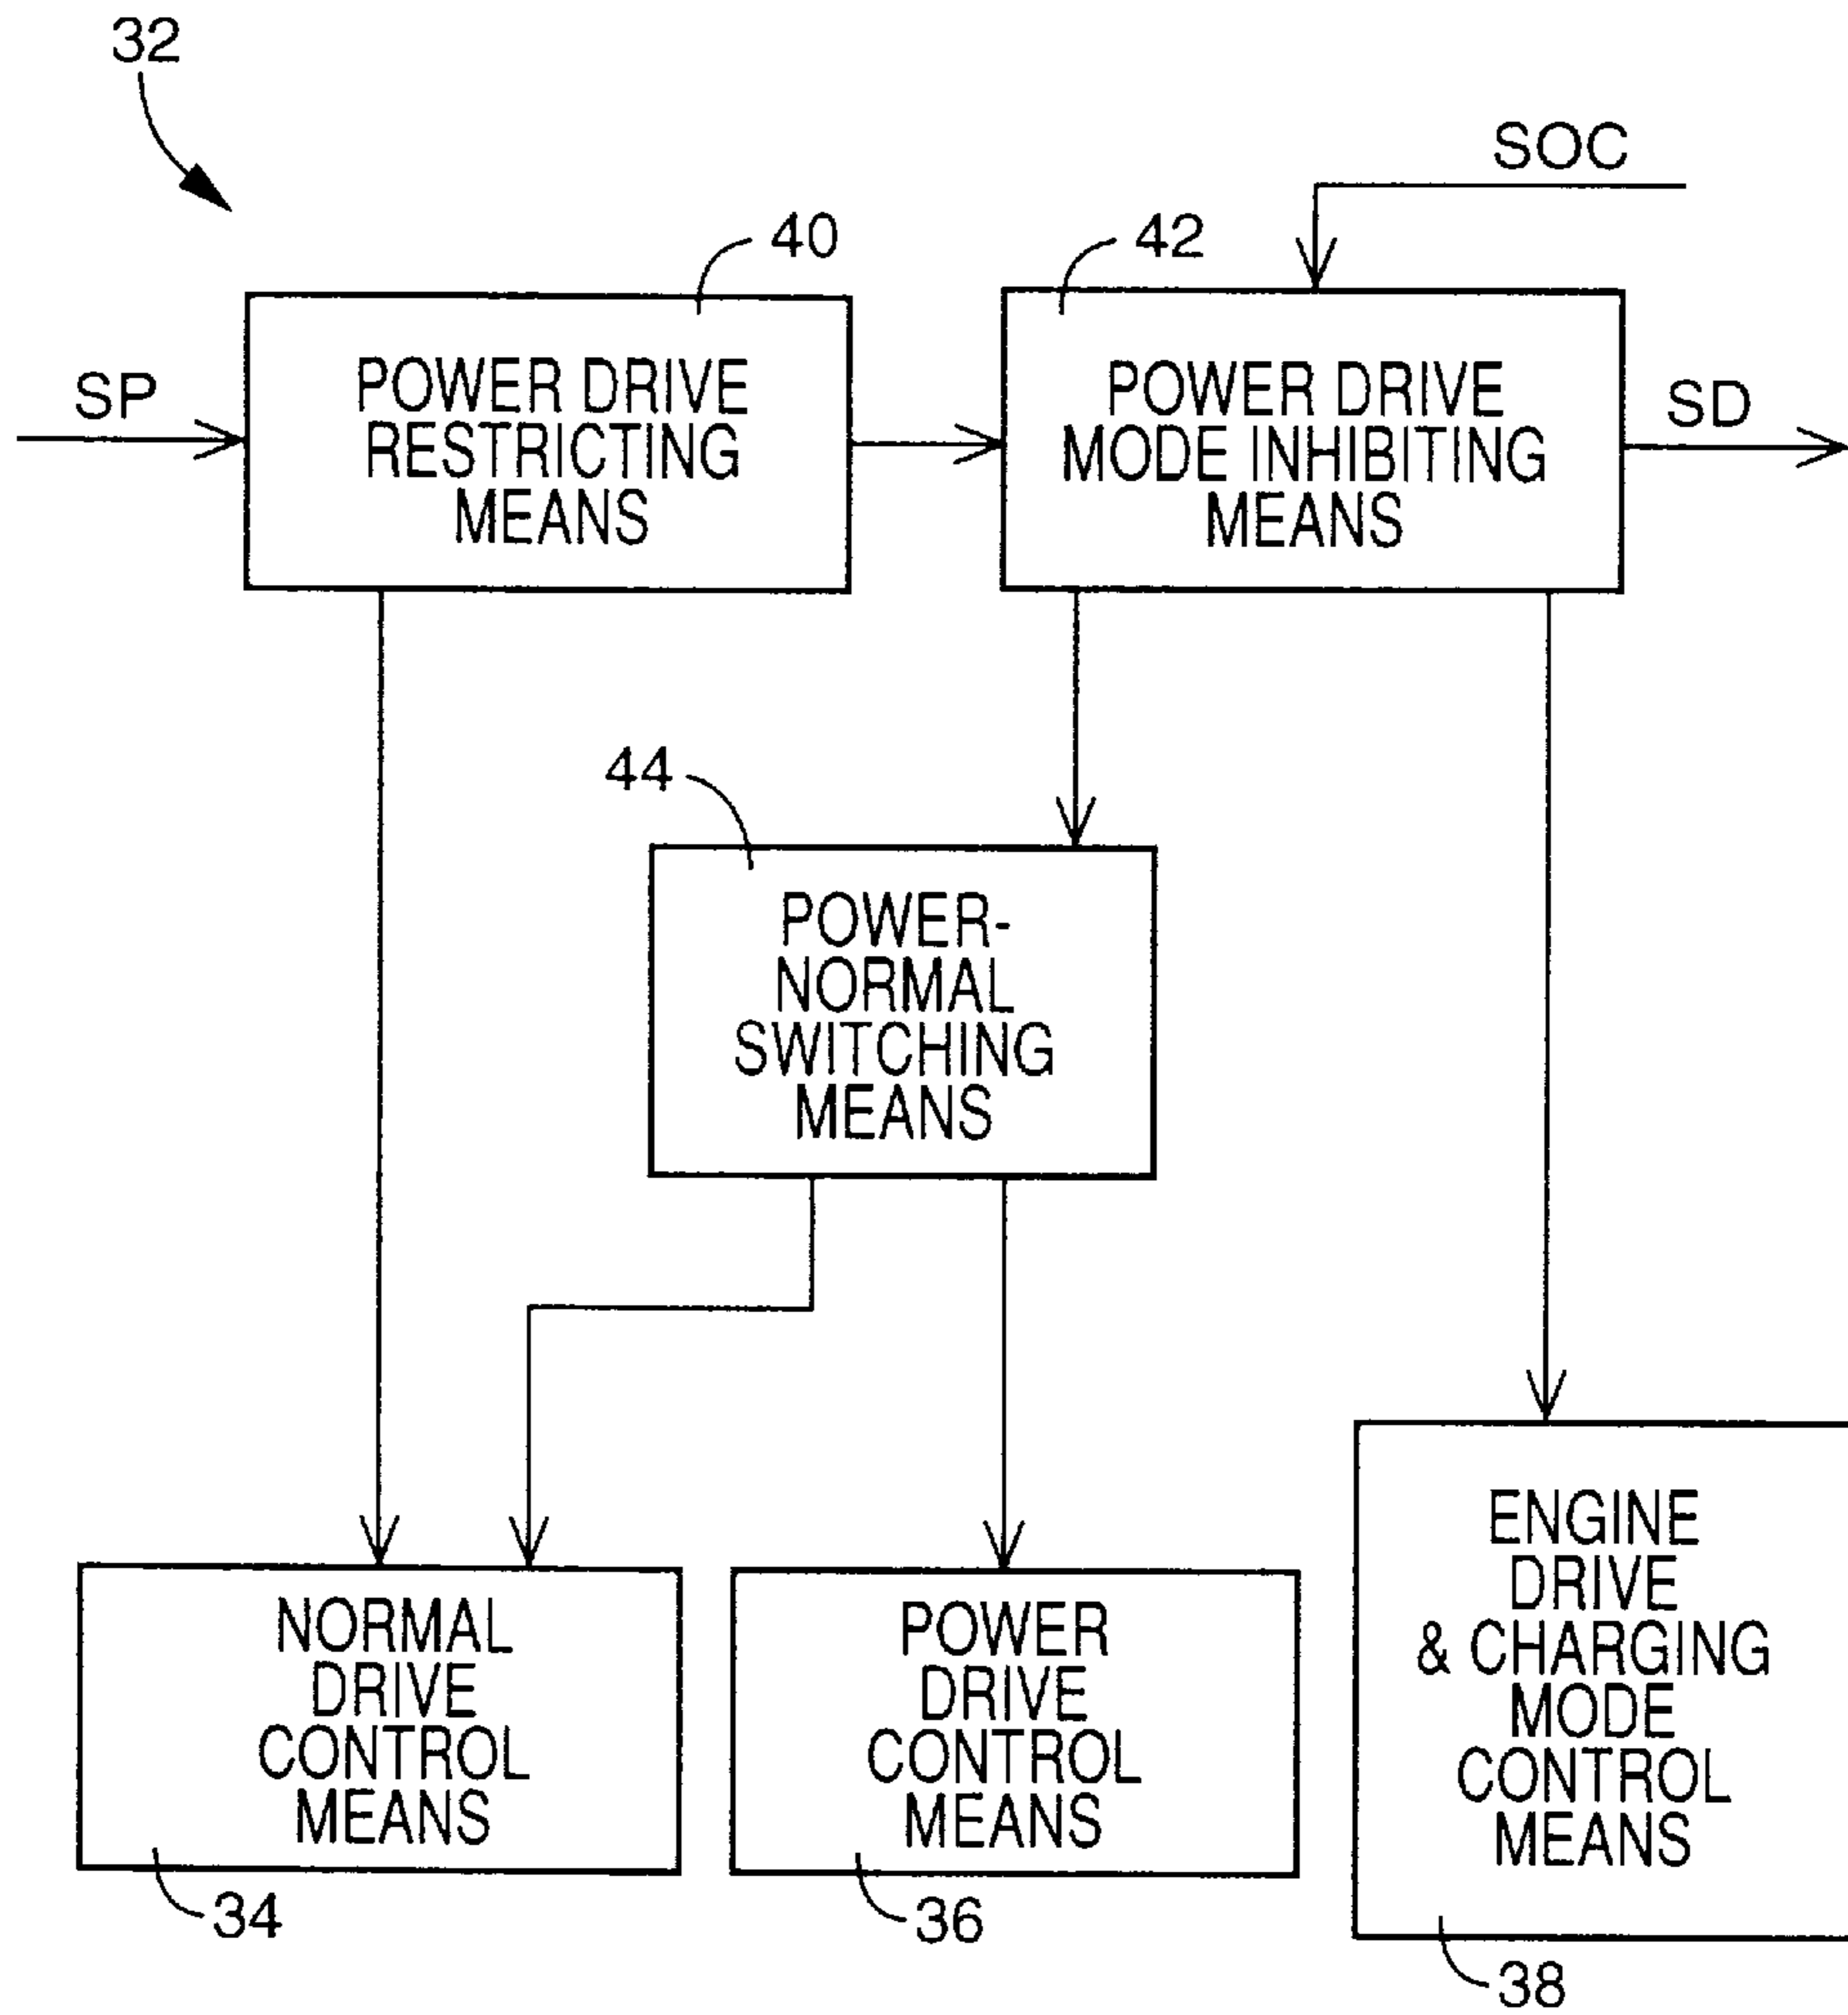 32
SOC
40
42
SP
POWER DRIVE
RESTRICTING
MEANS
POWER DRIVE
MODE INHIBITING
MEANS
SD
44
POWER-
NORMAL
SWITCHING
MEANS
NORMAL
DRIVE
CONTROL
MEANS
POWER
DRIVE
CONTROL
MEANS
ENGINE
DRIVE
& CHARGING
MODE
CONTROL
MEANS
34
36
38